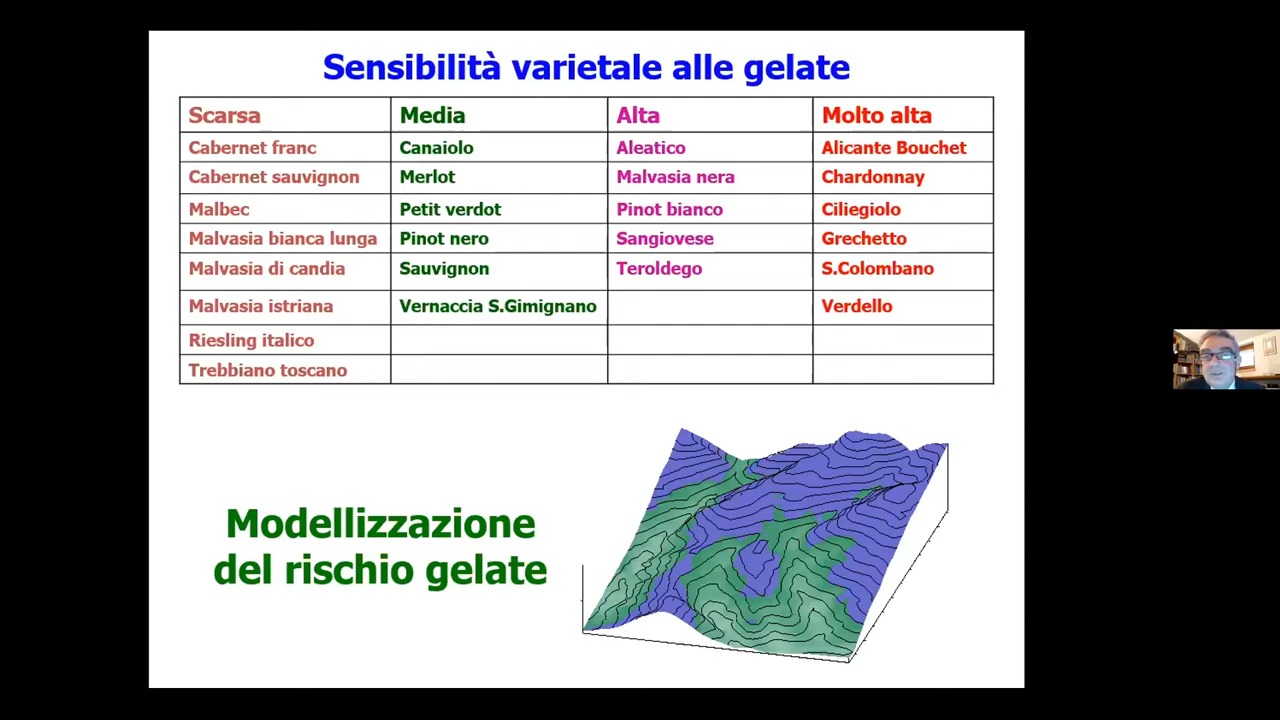 Sensibilità varietale alle gelate
Scarsa Media Alta Molto alta
Cabernet franc Canaiolo Aleatico Alicante Bouchet
Cabernet sauvignon Merlot Malvasia nera Chardonnay
Malbec Petit verdot Pinot bianco Ciliegiolo
Malvasia bianca lunga Pinot nero Sangiovese Grechetto
Malvasia di candia Sauvignon Teroldego S.Colombano
Malvasia istriana Vernaccia S.Gimignano Verdello
Riesling italico
Trebbiano toscano
Modellizzazione
del rischio gelate